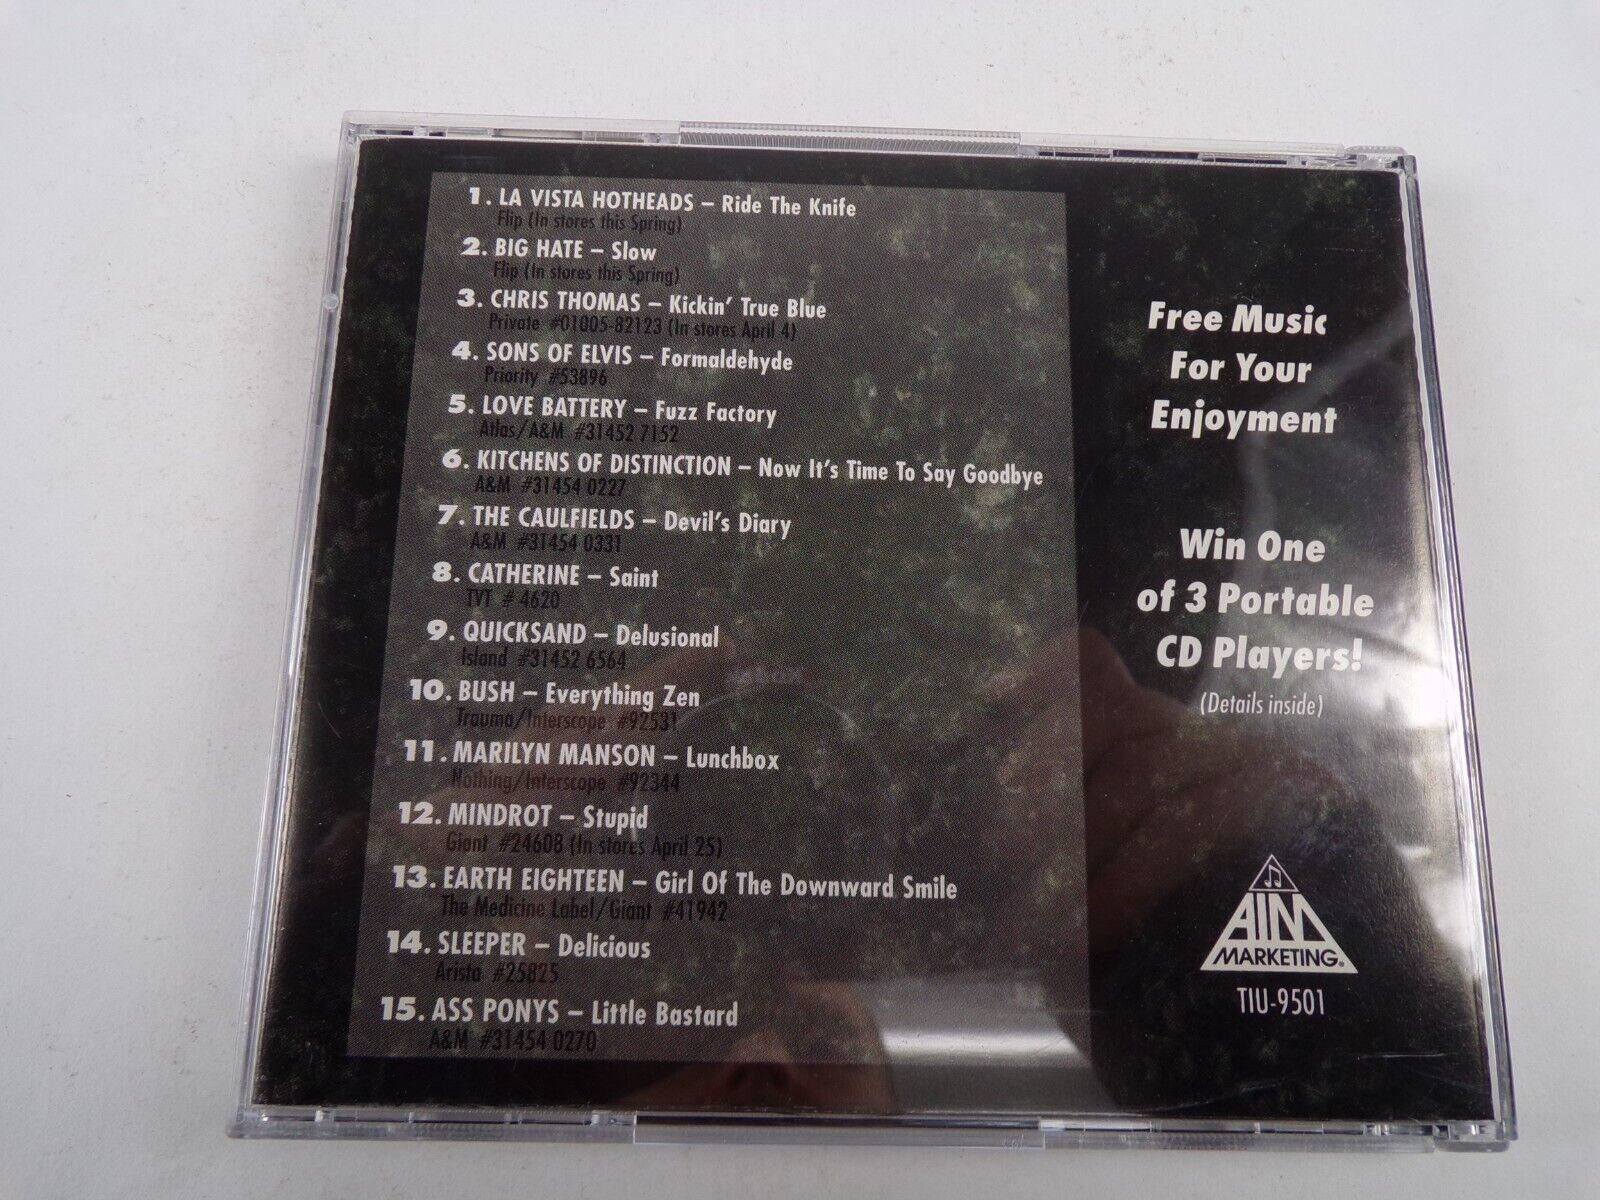 1. LA VISTA HOTHEADS – Ride The Knife
Flip (In stores this Spring)
2. BIG HATE – Slow
Flip (In stores this Spring)
3. CHRIS THOMAS – Kickin' True Blue
Private #01005-82123 (In stores April 4)
4. SONS OF ELVIS – Formaldehyde
Priority #53896
5. LOVE BATTERY – Fuzz Factory
Atlas/A&M #31452 7152
6. KITCHENS OF DISTINCTION – Now It's Time To Say Goodbye
A&M #31454 0227
7. THE CAULFIELDS – Devil's Diary
A&M #31454 0331
8. CATHERINE – Saint
TVT # 4620
9. QUICKSAND – Delusional
Island #31452 6564
10. BUSH – Everything Zen
Trauma/Interscope #92531
11. MARILYN MANSON – Lunchbox
Nothing/Interscope #92344
12. MINDROT – Stupid
Giant #24608 (In stores April 25)
13. EARTH EIGHTEEN – Girl Of The Downward Smile
The Medicine Label/Giant #41942
14. SLEEPER – Delicious
Arista #25825
15. ASS PONYS – Little Bastard
A&M #31454 0270
Free Music
For Your
Enjoyment
Win One
of 3 Portable
CD Players!
(Details inside)
AIM
MARKETING®
TIU-9501